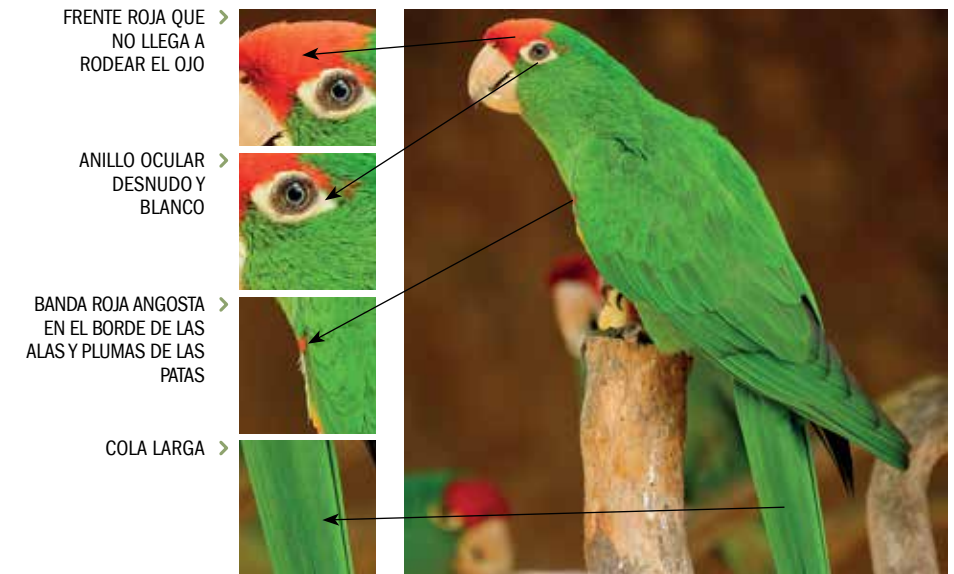 FRENTE ROJA QUE
NO LLEGA A
RODEAR EL OJO
ANILLO OCULAR
DESNUDO Y
BLANCO
BANDA ROJA ANGOSTA
EN EL BORDE DE LAS
ALAS Y PLUMAS DE LAS
PATAS
COLA LARGA